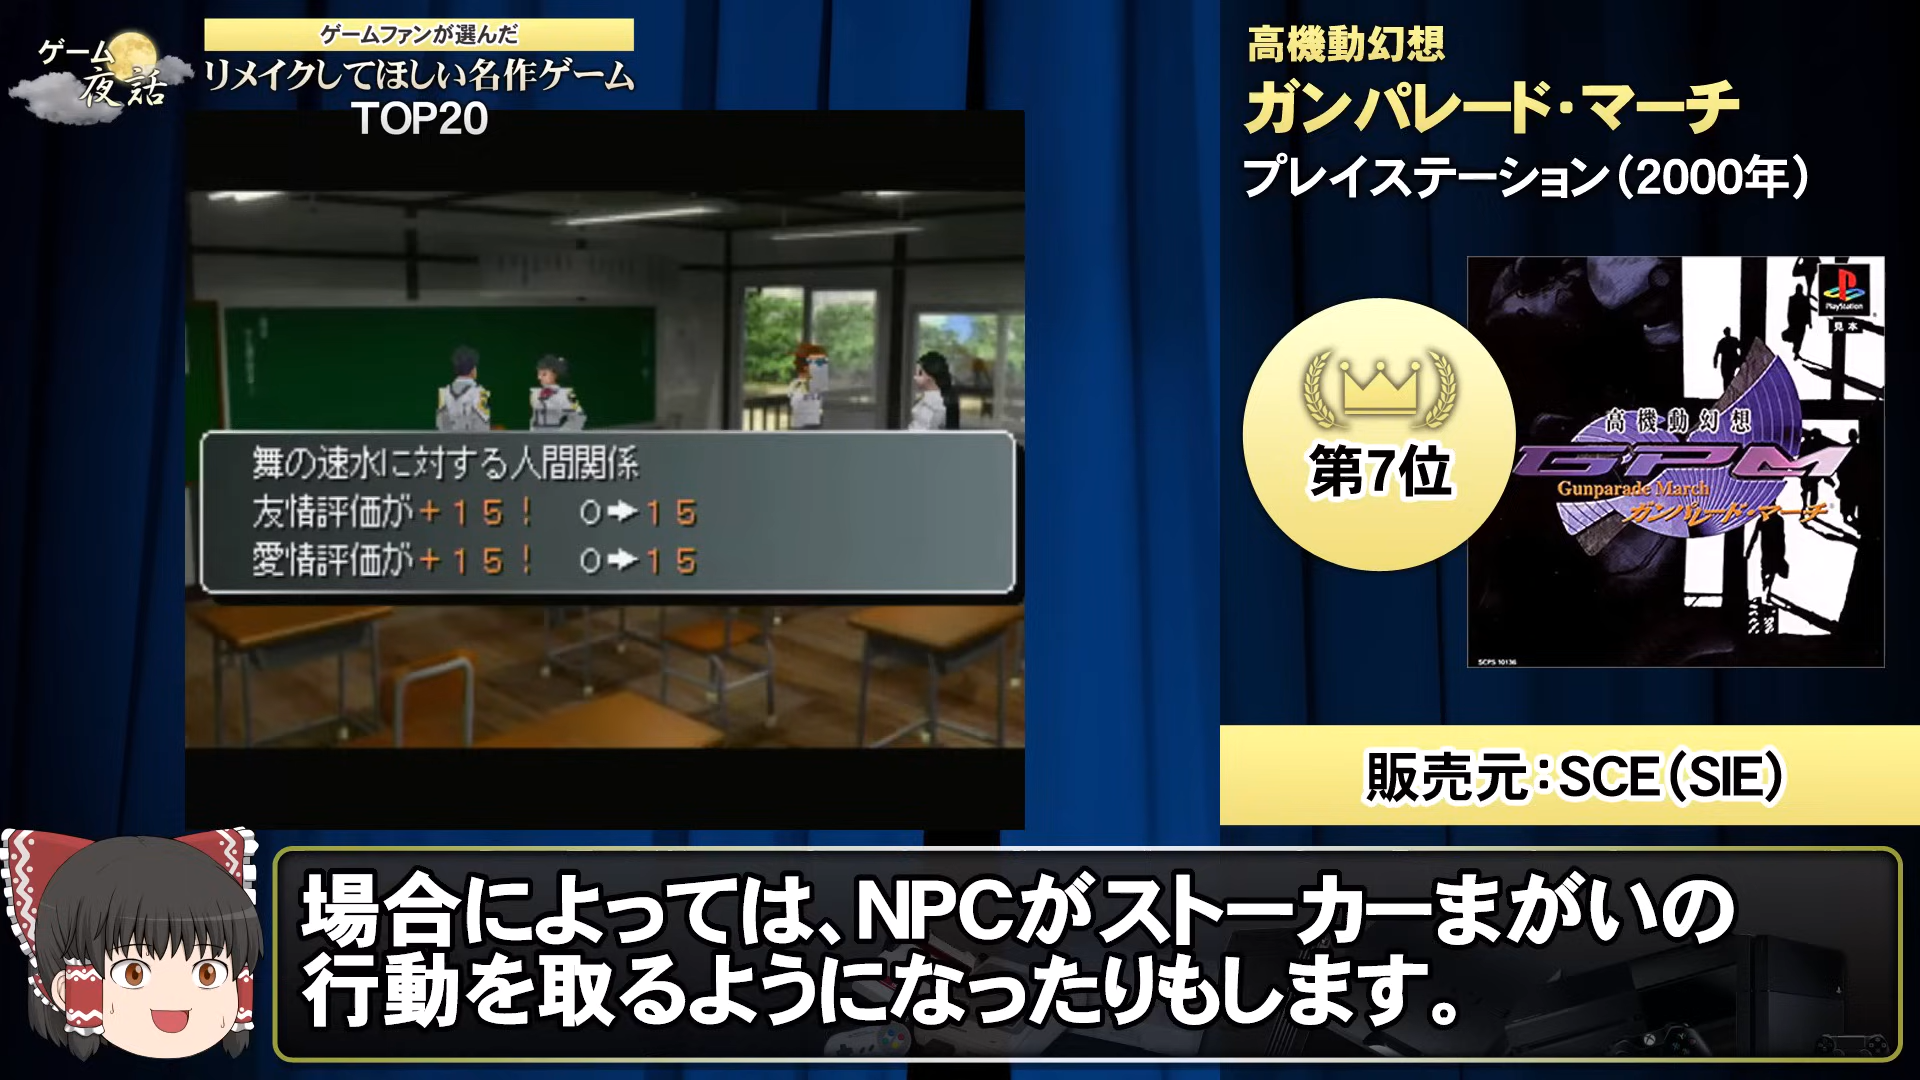 ゲーム
夜話
ゲームファンが選んだ
リメイクしてほしい名作ゲーム
TOP20
高機動幻想
ガンパレード・マーチ
プレイステーション（2000年）
舞の速水に対する人間関係
友情評価が＋１５！　０➡１５
愛情評価が＋１５！　０➡１５
第7位
PlayStation
見本
高機動幻想
GPM
Gunparade March
ガンパレード・マーチ
SCPS 10136
販売元：SCE（SIE）
場合によっては、NPCがストーカーまがいの
行動を取るようになったりもします。